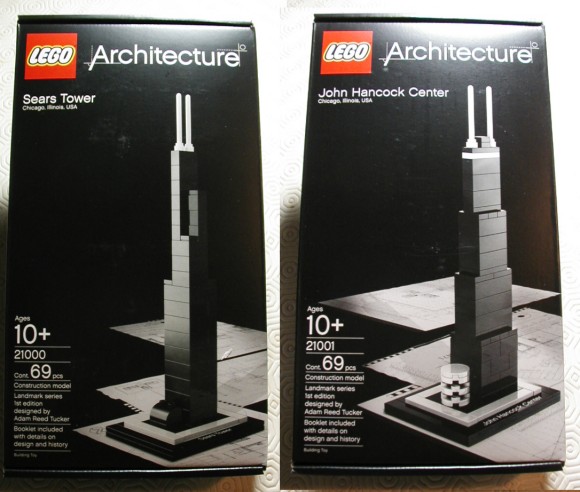 LEGO Architecture
Sears Tower
Chicago, Illinois, USA
Ages
10+
21000
Cont. 69 pcs
Construction model
Landmark series
1st edition
designed by
Adam Reed Tucker
Booklet included
with details on
design and history
Building Toy
LEGO Architecture
John Hancock Center
Chicago, Illinois, USA
Ages
10+
21001
Cont. 69 pcs
Construction model
Landmark series
1st edition
designed by
Adam Reed Tucker
Booklet included
with details on
design and history
Building Toy
John Hancock Center